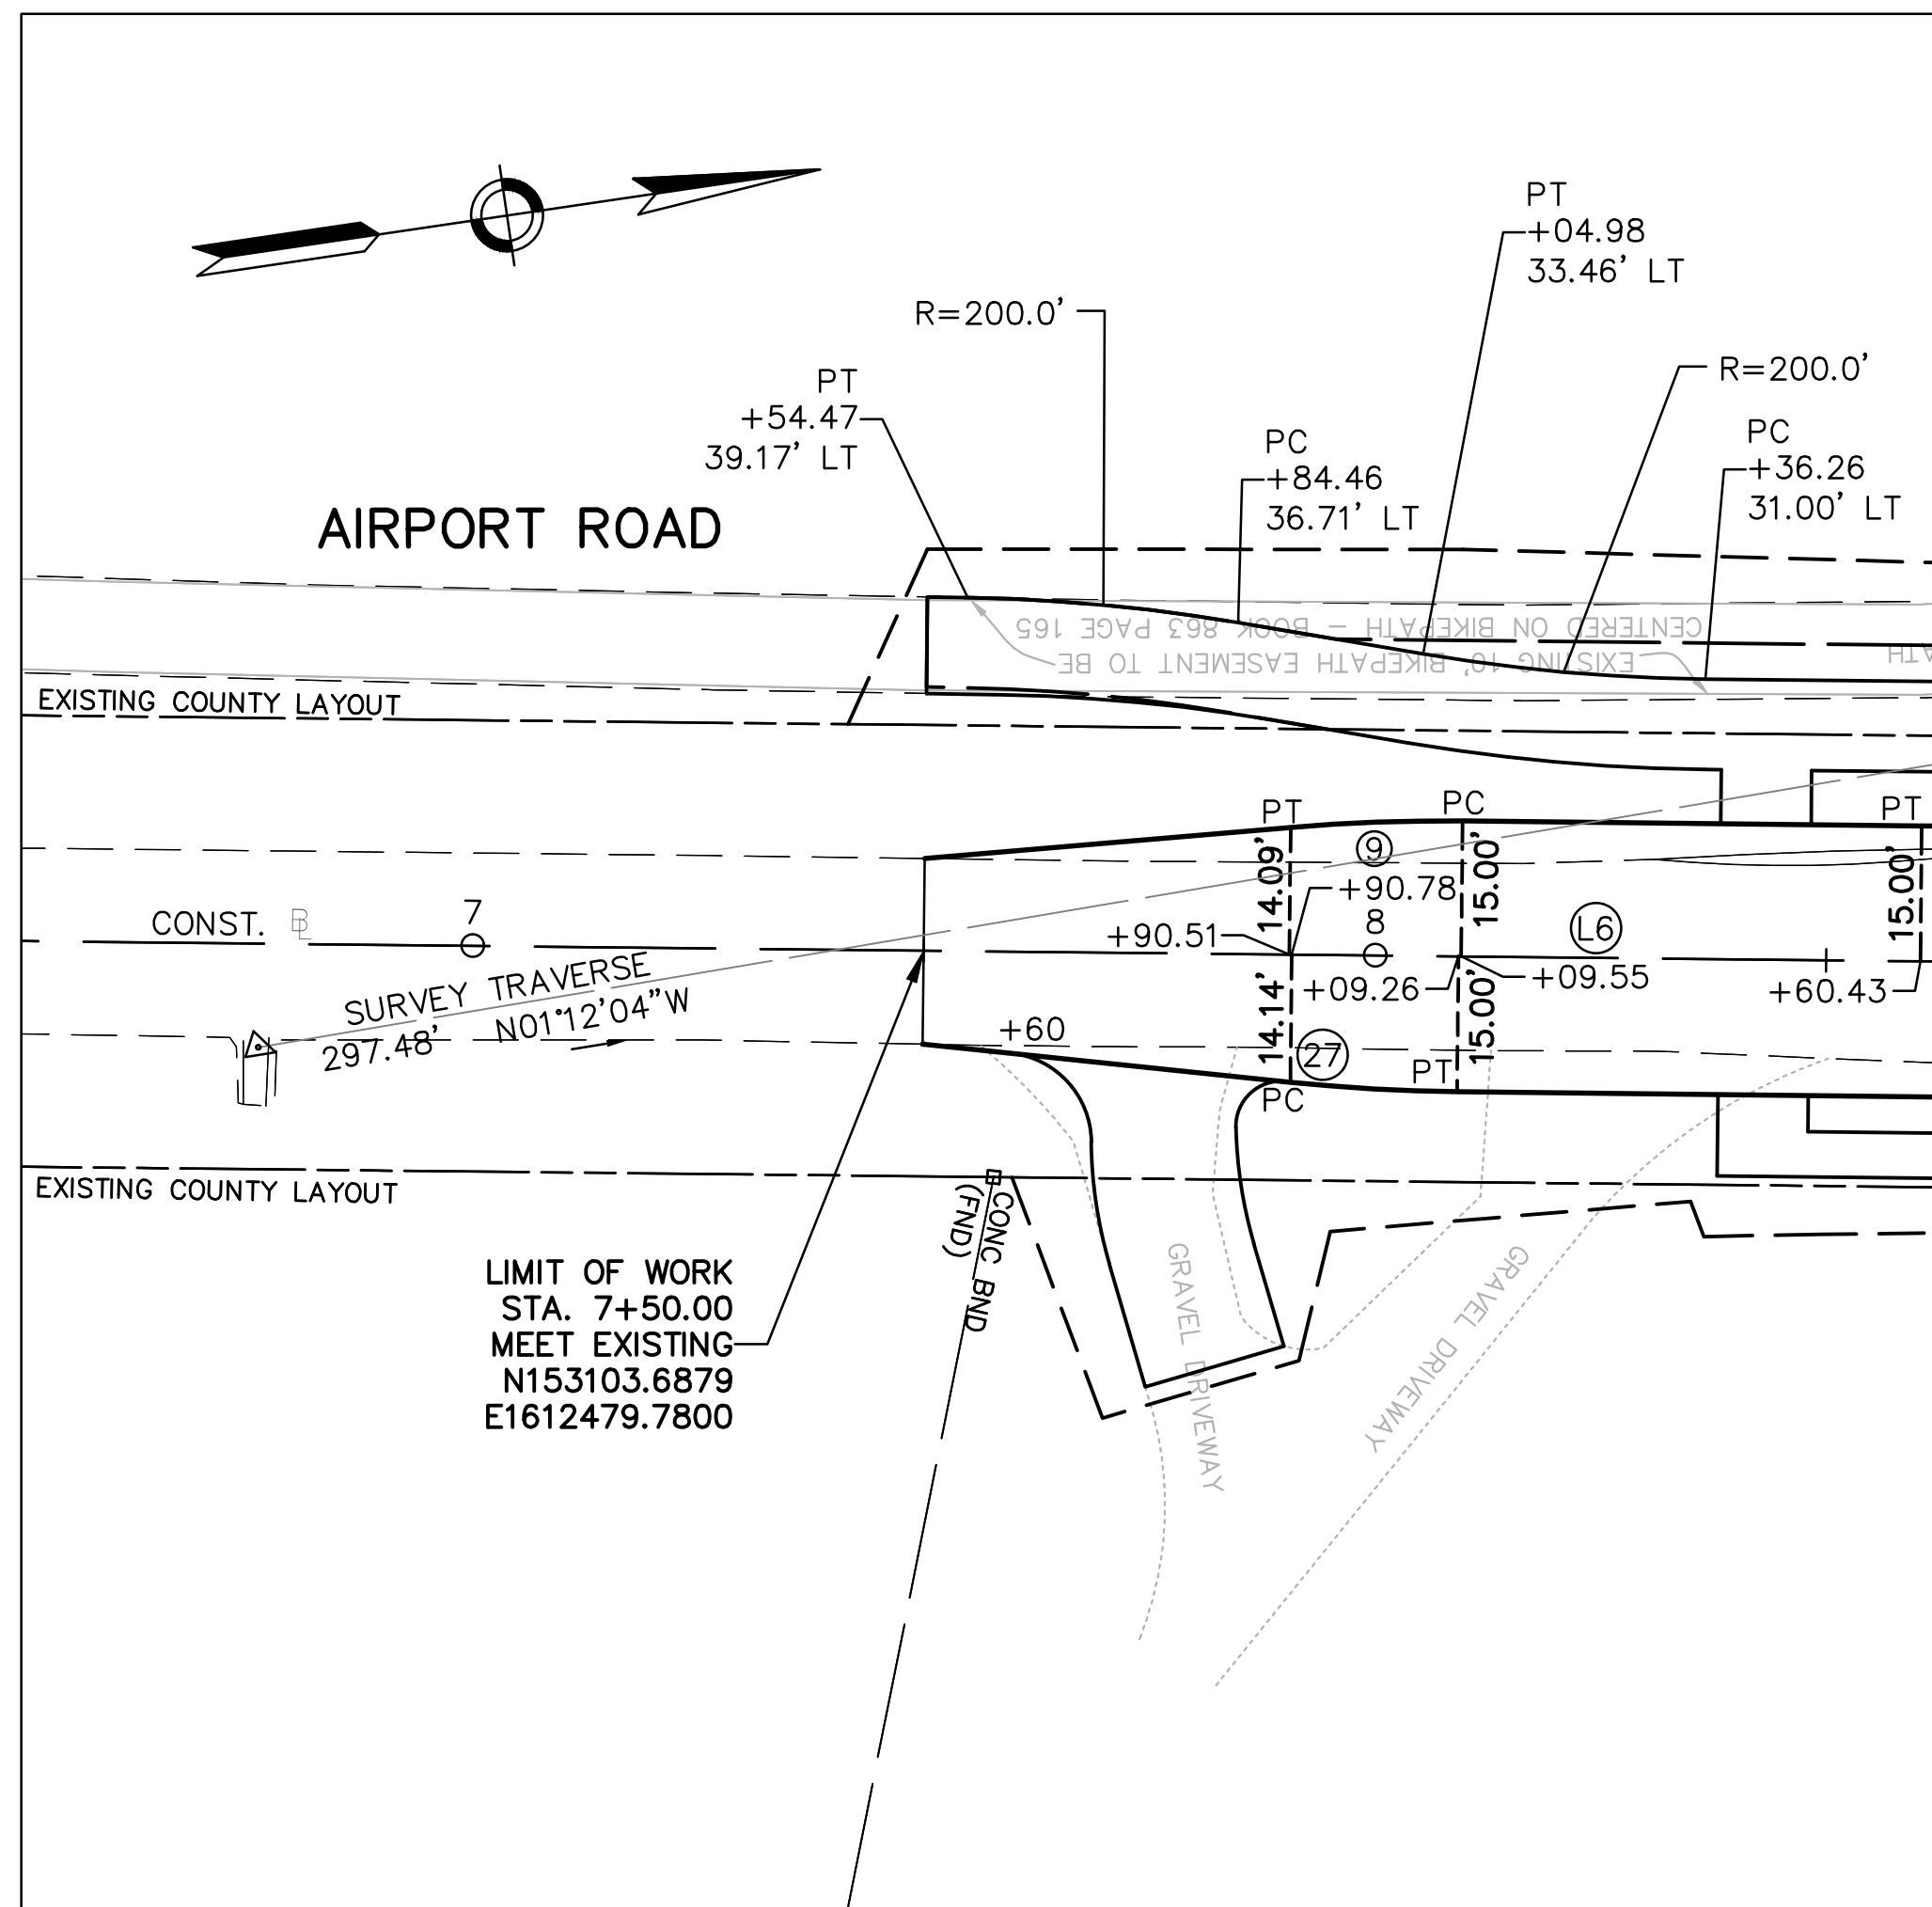 PT
+04.98
33.46' LT
R=200.0'
R=200.0'
PT
+54.47
39.17' LT
PC
+84.46
36.71' LT
PC
+36.26
31.00' LT
AIRPORT ROAD
EXISTING 10' BIKEPATH EASEMENT TO BE
CENTERED ON BIKEPATH – BOOK 863 PAGE 165
EXISTING COUNTY LAYOUT
PT
PC
PT
14.09'
9
15.00'
15.00'
+90.78
CONST. BL
7
+90.51
8
L6
+09.26
+09.55
+60.43
SURVEY TRAVERSE
297.48' N01°12'04"W
+60
14.14'
27
15.00'
PT
PC
EXISTING COUNTY LAYOUT
CONC BND
(FND)
GRAVEL DRIVEWAY
GRAVEL DRIVEWAY
LIMIT OF WORK
STA. 7+50.00
MEET EXISTING
N153103.6879
E1612479.7800